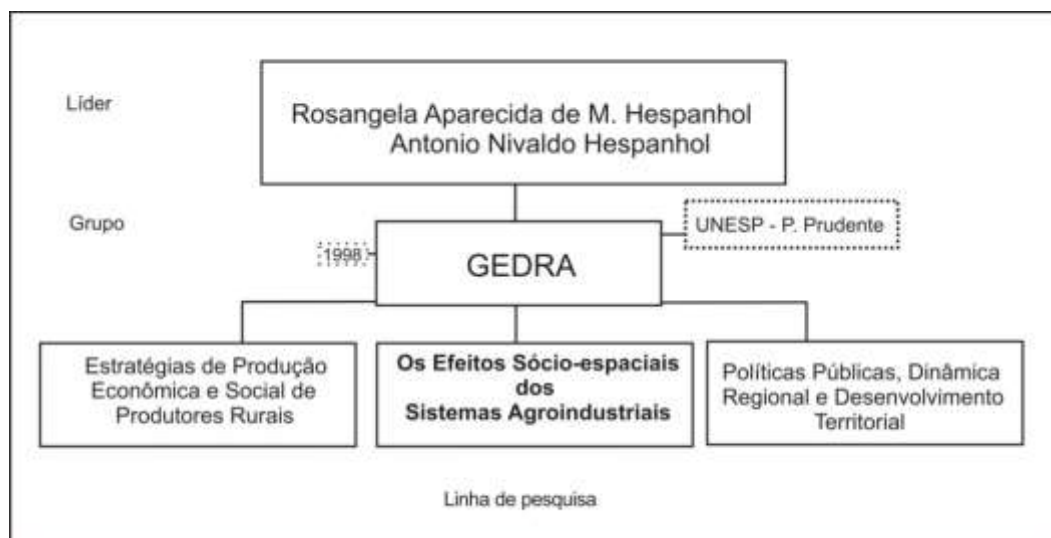 Líder
Rosangela Aparecida de M. Hespanhol
Antonio Nivaldo Hespanhol
Grupo
UNESP - P. Prudente
1998
GEDRA
Estratégias de Produção
Econômica e Social de
Produtores Rurais
Os Efeitos Sócio-espaciais
dos
Sistemas Agroindustriais
Políticas Públicas, Dinâmica
Regional e Desenvolvimento
Territorial
Linha de pesquisa